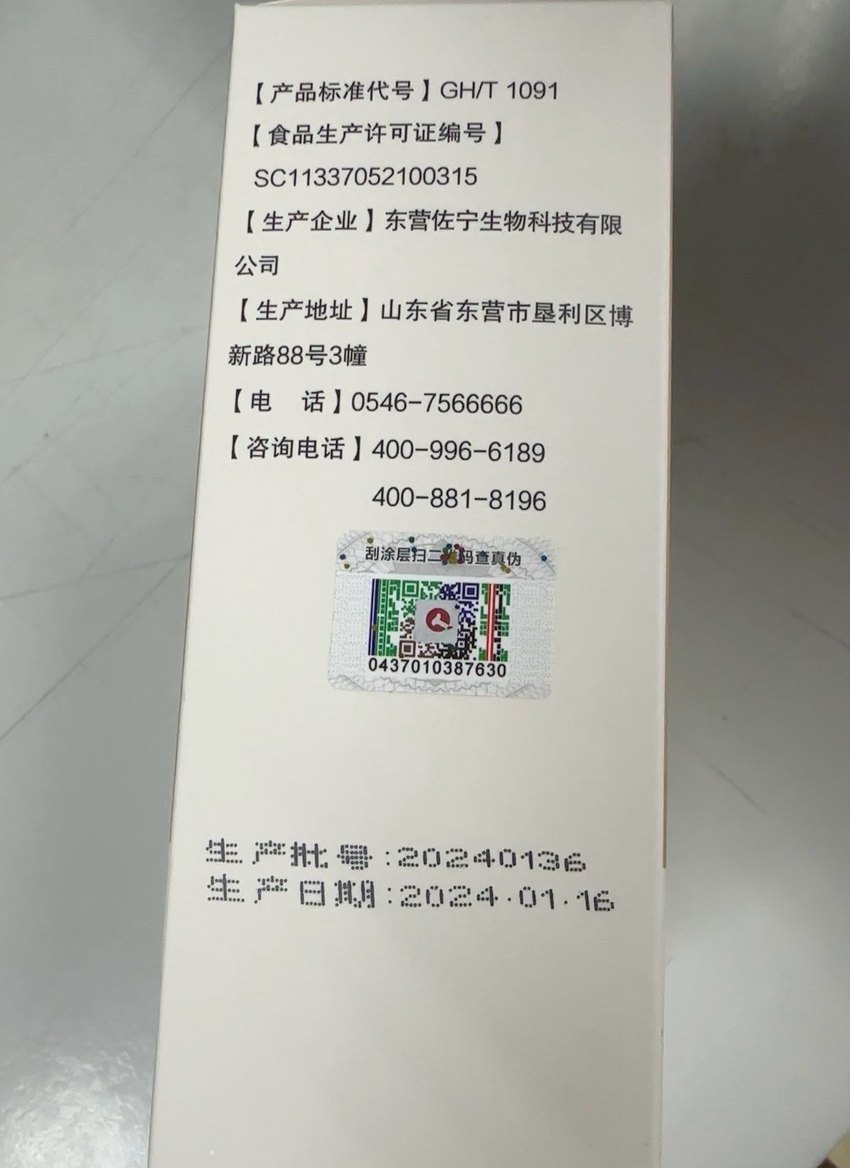 【产品标准代号】GH/T 1091
【食品生产许可证编号】
SC11337052100315
【生产企业】东营佐宁生物科技有限
公司
【生产地址】山东省东营市垦利区博
新路88号3幢
【电 话】0546-7566666
【咨询电话】400-996-6189
400-881-8196
刮涂层扫二维码查真伪
0437010387630
生产批号:20240136
生产日期:2024.01.16